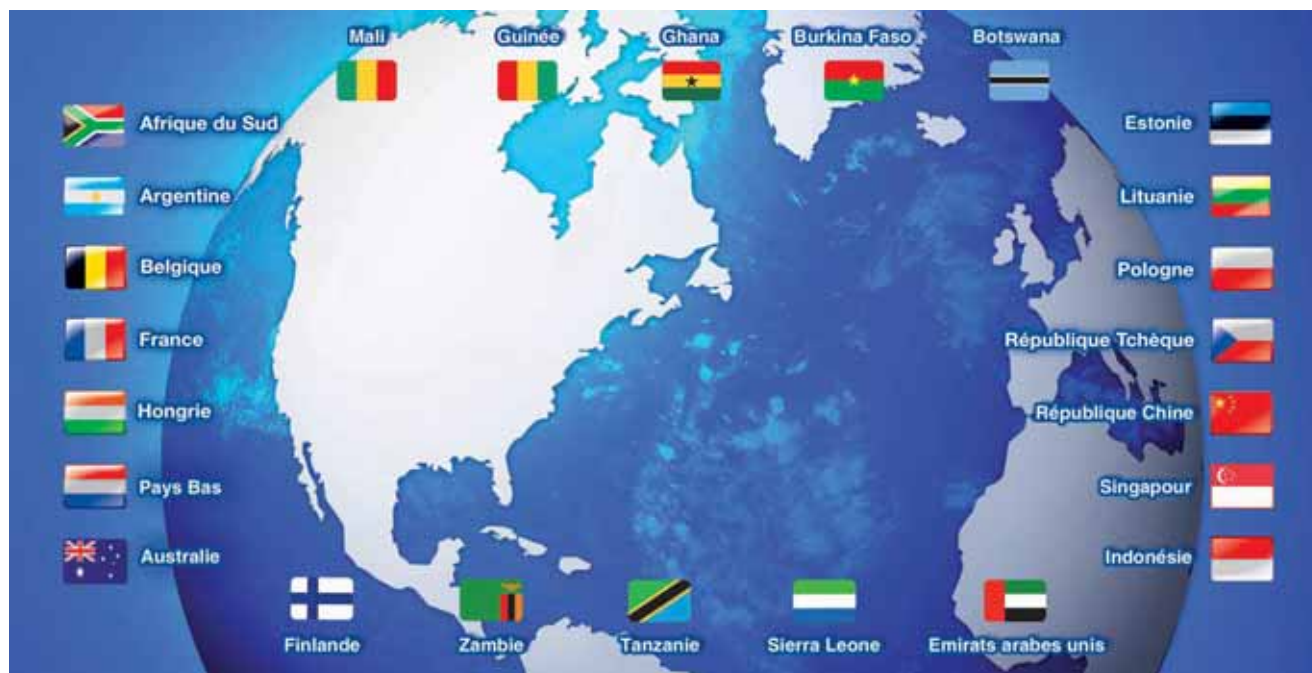 Mali
Guinée
Ghana
Burkina Faso
Botswana
Afrique du Sud
Argentine
Belgique
France
Hongrie
Pays Bas
Australie
Estonie
Lituanie
Pologne
République Tchèque
République Chine
Singapour
Indonésie
Finlande
Zambie
Tanzanie
Sierra Leone
Emirats arabes unis